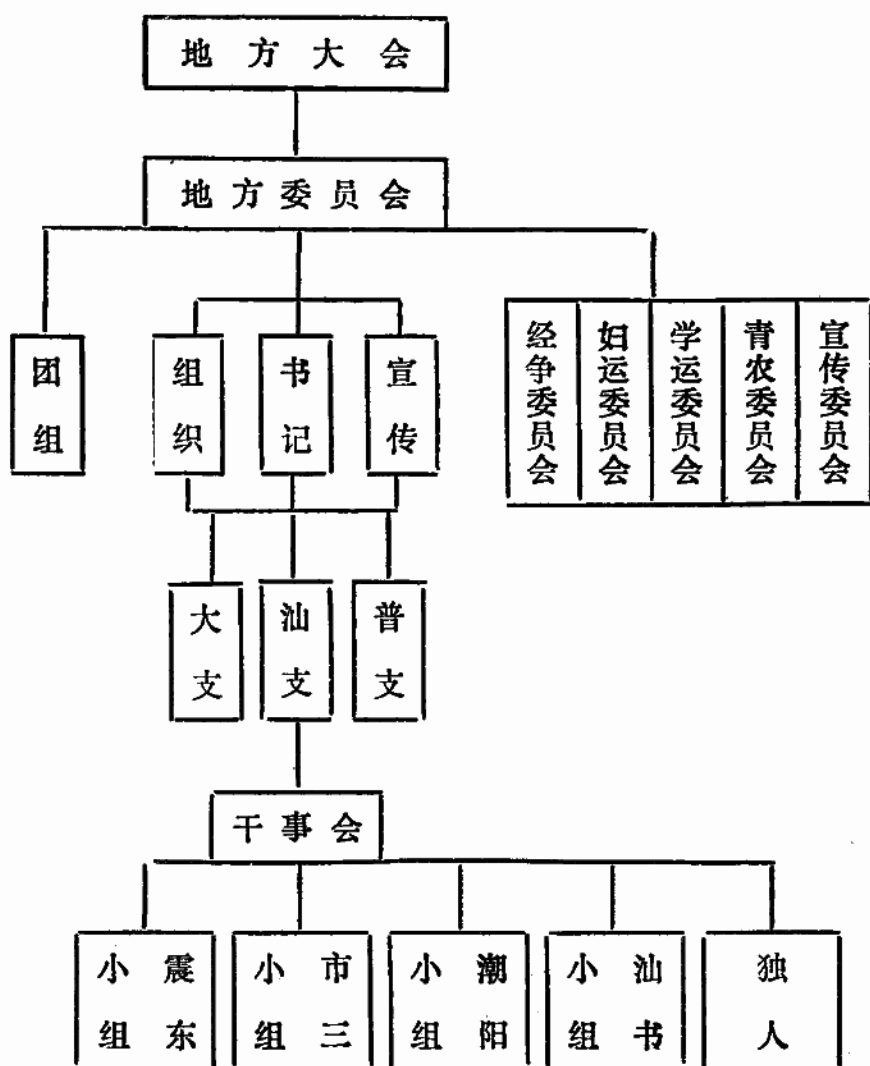 地方大会
地方委员会
团组
组织
书记
宣传
经争委员会
妇运委员会
学运委员会
青农委员会
宣传委员会
大支
汕支
普支
干事会
震东小组
市三小组
潮阳小组
汕书小组
独人